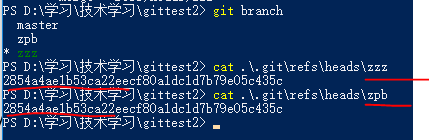 PS D:\学习\技术学习\gittest2> git branch
  master
  zpb
* zzz
PS D:\学习\技术学习\gittest2> cat .\.git\refs\heads\zzz
2854a4ae1b53ca22eecf80a1dc1d7b79e05c435c
PS D:\学习\技术学习\gittest2> cat .\.git\refs\heads\zpb
2854a4ae1b53ca22eecf80a1dc1d7b79e05c435c
PS D:\学习\技术学习\gittest2>